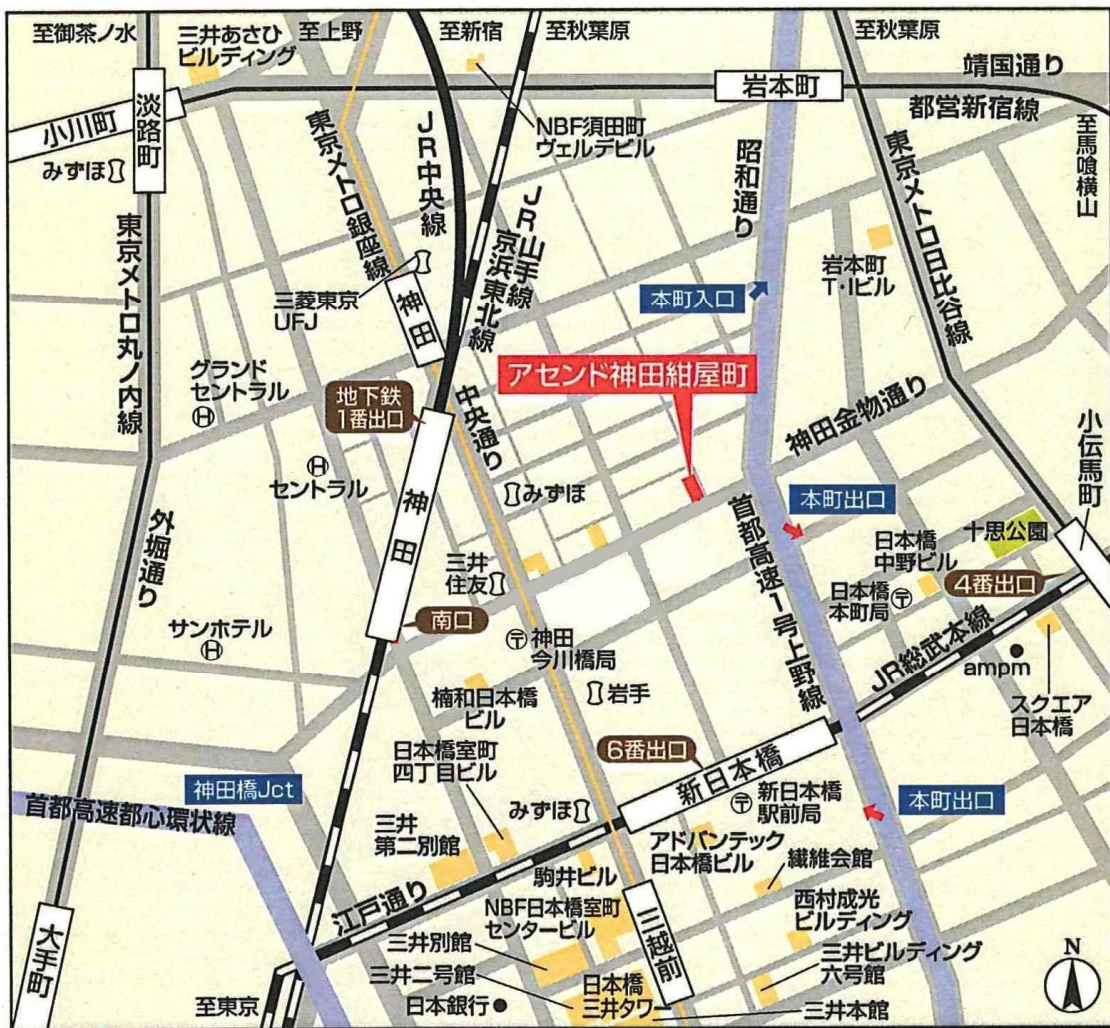 至御茶ノ水
三井あさひ
ビルディング
至上野
至新宿
至秋葉原
至秋葉原
靖国通り
岩本町
都営新宿線
淡路町
小川町
みずほ
NBF須田町
ヴェルデビル
至馬喰横山
東京メトロ銀座線
JR中央線
JR山手線
京浜東北線
昭和通り
東京メトロ日比谷線
東京メトロ丸ノ内線
三菱東京
UFJ
神田
岩本町
T・Iビル
本町入口
アセンド神田紺屋町
グランド
セントラル
H
地下鉄
1番出口
中央通り
神田金物通り
小伝馬町
H
セントラル
神田
みずほ
首都高速1号上野線
本町出口
十思公園
外堀通り
三井
住友
日本橋
中野ビル
日本橋
本町局〒
4番出口
サンホテル
H
南口
〒神田
今川橋局
JR総武本線
ampm
楠和日本橋
ビル
岩手
スクエア
日本橋
日本橋室町
四丁目ビル
6番出口
新日本橋
神田橋Jct
首都高速都心環状線
みずほ
〒新日本橋
駅前局
本町出口
三井
第二別館
アドバンテック
日本橋ビル
繊維会館
駒井ビル
江戸通り
NBF日本橋室町
センタービル
西村成光
ビルディング
大手町
三井別館
三越前
三井ビルディング
六号館
三井二号館
日本橋
三井タワー
至東京
日本銀行
三井本館
N